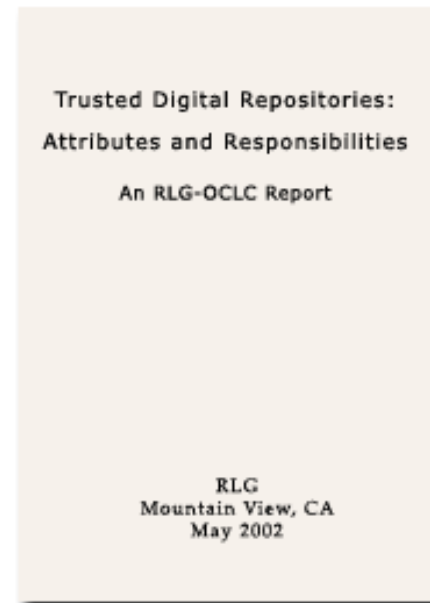 Trusted Digital Repositories:
Attributes and Responsibilities
An RLG-OCLC Report
RLG
Mountain View, CA
May 2002